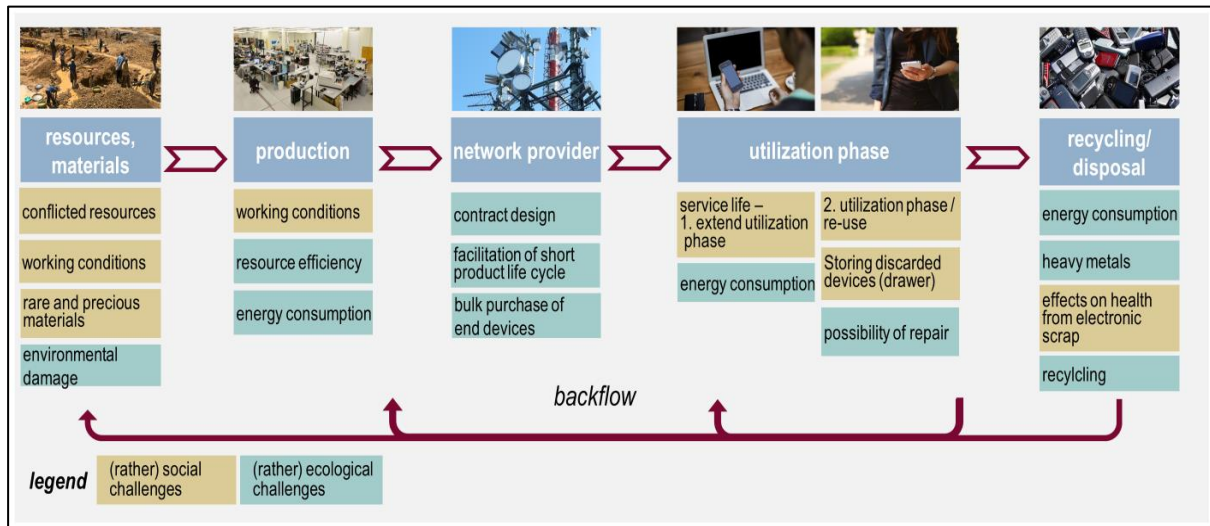 resources,
materials
production
network provider
utilization phase
recycling/
disposal
conflicted resources
working conditions
rare and precious
materials
environmental
damage
working conditions
resource efficiency
energy consumption
contract design
facilitation of short
product life cycle
bulk purchase of
end devices
service life –
1. extend utilization
phase
energy consumption
2. utilization phase /
re-use
Storing discarded
devices (drawer)
possibility of repair
energy consumption
heavy metals
effects on health
from electronic
scrap
recylcling
backflow
legend
(rather) social
challenges
(rather) ecological
challenges